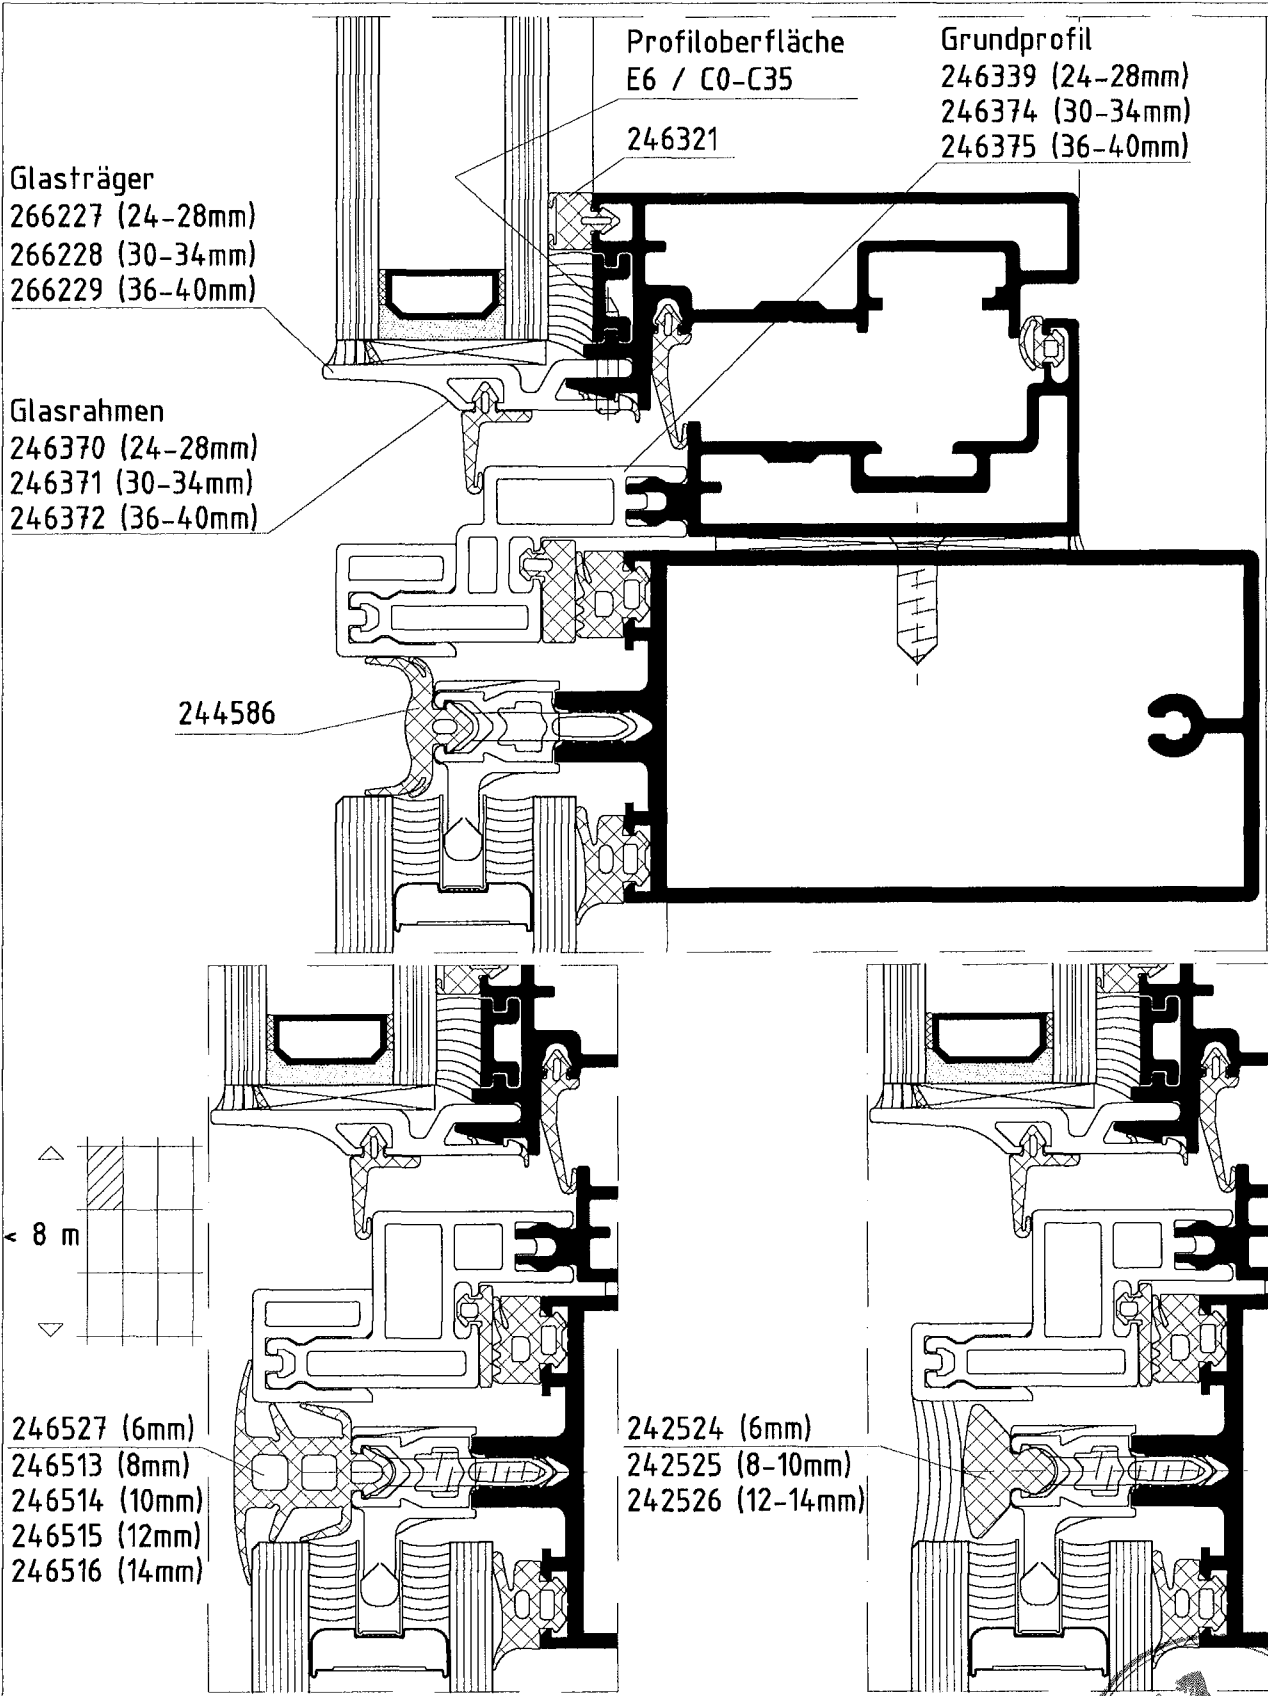 Profiloberfläche
E6 / C0-C35
246321
Grundprofil
246339 (24-28mm)
246374 (30-34mm)
246375 (36-40mm)
Glasträger
266227 (24-28mm)
266228 (30-34mm)
266229 (36-40mm)
Glasrahmen
246370 (24-28mm)
246371 (30-34mm)
246372 (36-40mm)
244586
< 8 m
246527 (6mm)
246513 (8mm)
246514 (10mm)
246515 (12mm)
246516 (14mm)
242524 (6mm)
242525 (8-10mm)
242526 (12-14mm)